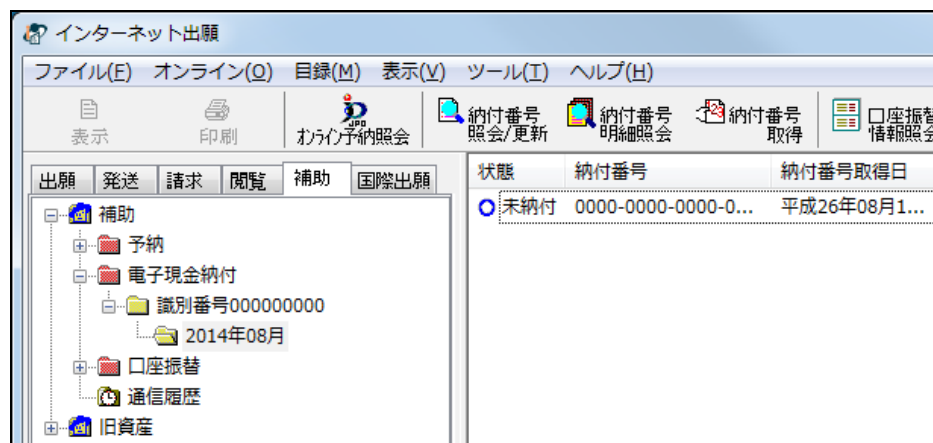 インターネット出願
ファイル(F) オンライン(O) 目録(M) 表示(V) ツール(T) ヘルプ(H)
表示
印刷
JPO
オンライン予納照会
納付番号
照会/更新
納付番号
明細照会
納付番号
取得
口座振替
情報照会
出願 発送 請求 閲覧 補助 国際出願
状態 納付番号 納付番号取得日
未納付 0000-0000-0000-0... 平成26年08月1...
補助
予納
電子現金納付
識別番号000000000
2014年08月
口座振替
通信履歴
旧資産